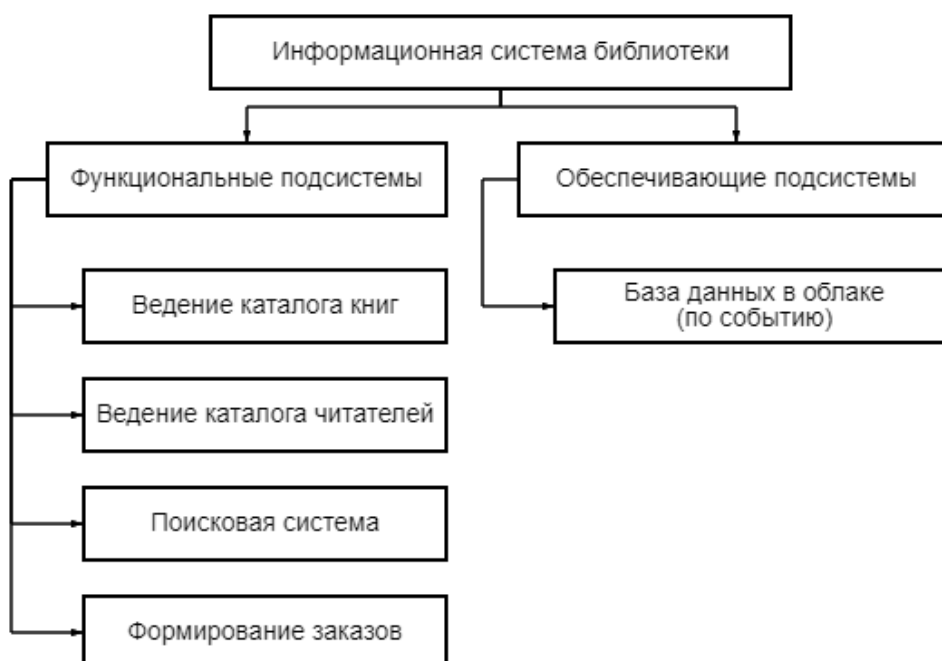 Информационная система библиотеки
Функциональные подсистемы
Обеспечивающие подсистемы
Ведение каталога книг
База данных в облаке
(по событию)
Ведение каталога читателей
Поисковая система
Формирование заказов